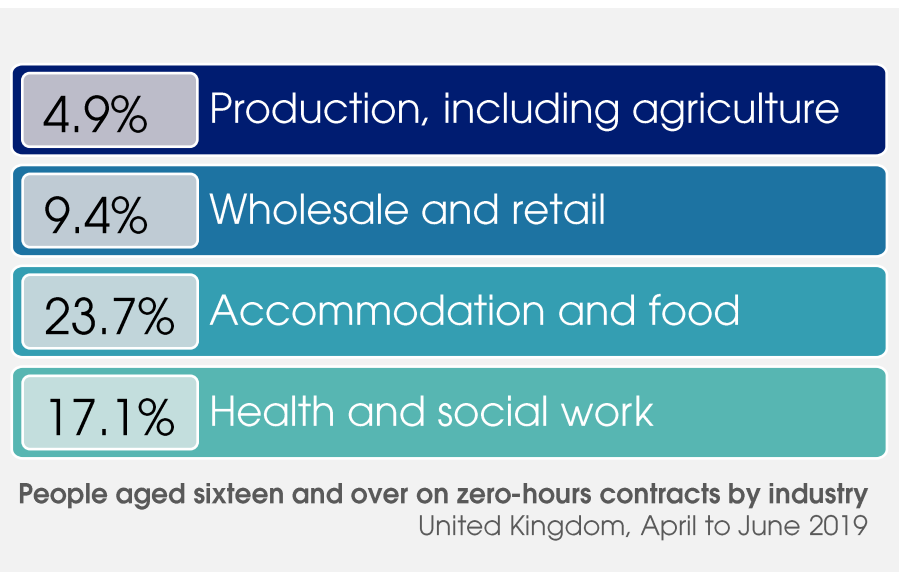 4.9% Production, including agriculture
9.4% Wholesale and retail
23.7% Accommodation and food
17.1% Health and social work
People aged sixteen and over on zero-hours contracts by industry
United Kingdom, April to June 2019